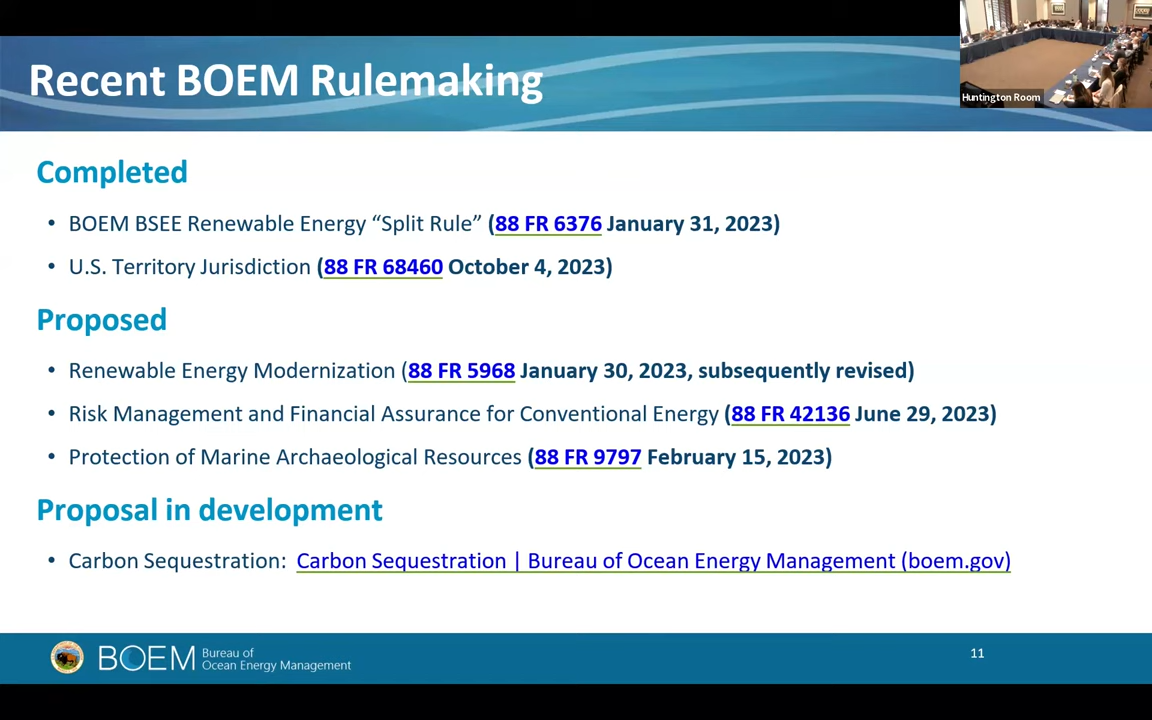 Recent BOEM Rulemaking
Huntington Room
Completed
• BOEM BSEE Renewable Energy “Split Rule” (88 FR 6376 January 31, 2023)
• U.S. Territory Jurisdiction (88 FR 68460 October 4, 2023)
Proposed
• Renewable Energy Modernization (88 FR 5968 January 30, 2023, subsequently revised)
• Risk Management and Financial Assurance for Conventional Energy (88 FR 42136 June 29, 2023)
• Protection of Marine Archaeological Resources (88 FR 9797 February 15, 2023)
Proposal in development
• Carbon Sequestration: Carbon Sequestration | Bureau of Ocean Energy Management (boem.gov)
BOEM Bureau of
Ocean Energy Management
11